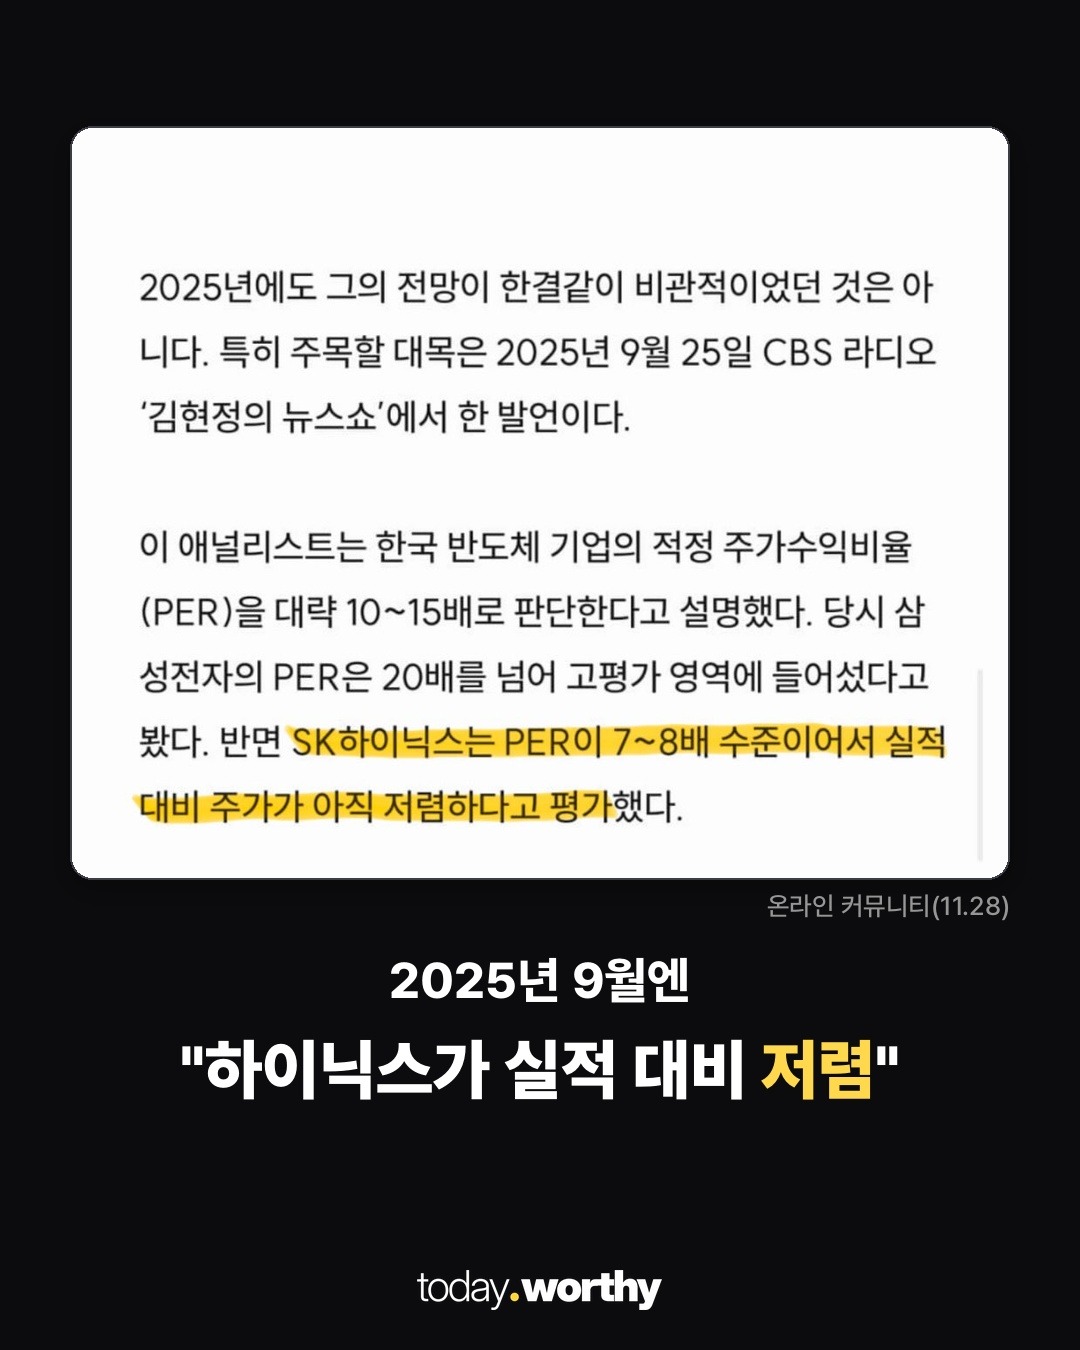 2025년에도 그의 전망이 한결같이 비관적이었던 것은 아
니다. 특히 주목할 대목은 2025년 9월 25일 CBS 라디오
‘김현정의 뉴스쇼’에서 한 발언이다.
이 애널리스트는 한국 반도체 기업의 적정 주가수익비율
(PER)을 대략 10~15배로 판단한다고 설명했다. 당시 삼
성전자의 PER은 20배를 넘어 고평가 영역에 들어섰다고
봤다. 반면 SK하이닉스는 PER이 7~8배 수준이어서 실적
대비 주가가 아직 저렴하다고 평가했다.
온라인 커뮤니티(11.28)
2025년 9월엔
"하이닉스가 실적 대비 저렴"
today.worthy